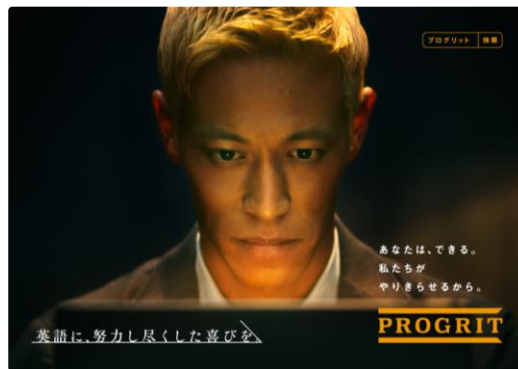 プログリット 検索
あなたは、できる。
私たちが
やりきらせるから。
英語に、努力し尽くした喜びを。
PROGRIT